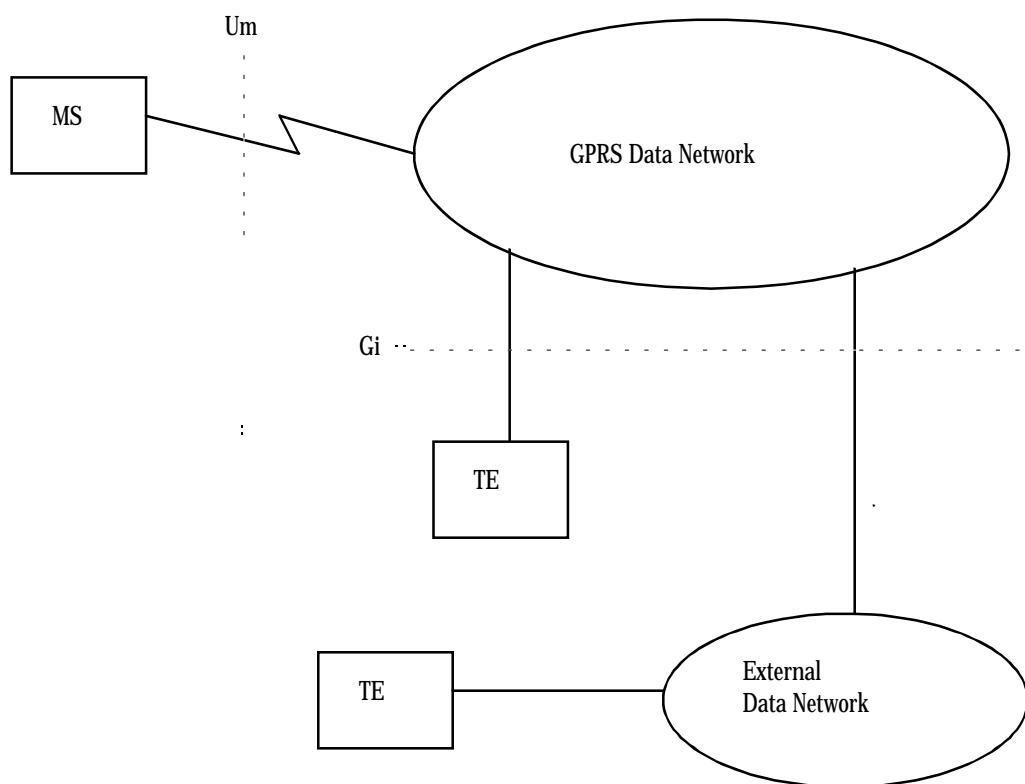 Um
MS
GPRS Data Network
Gi
TE
TE
External
Data Network